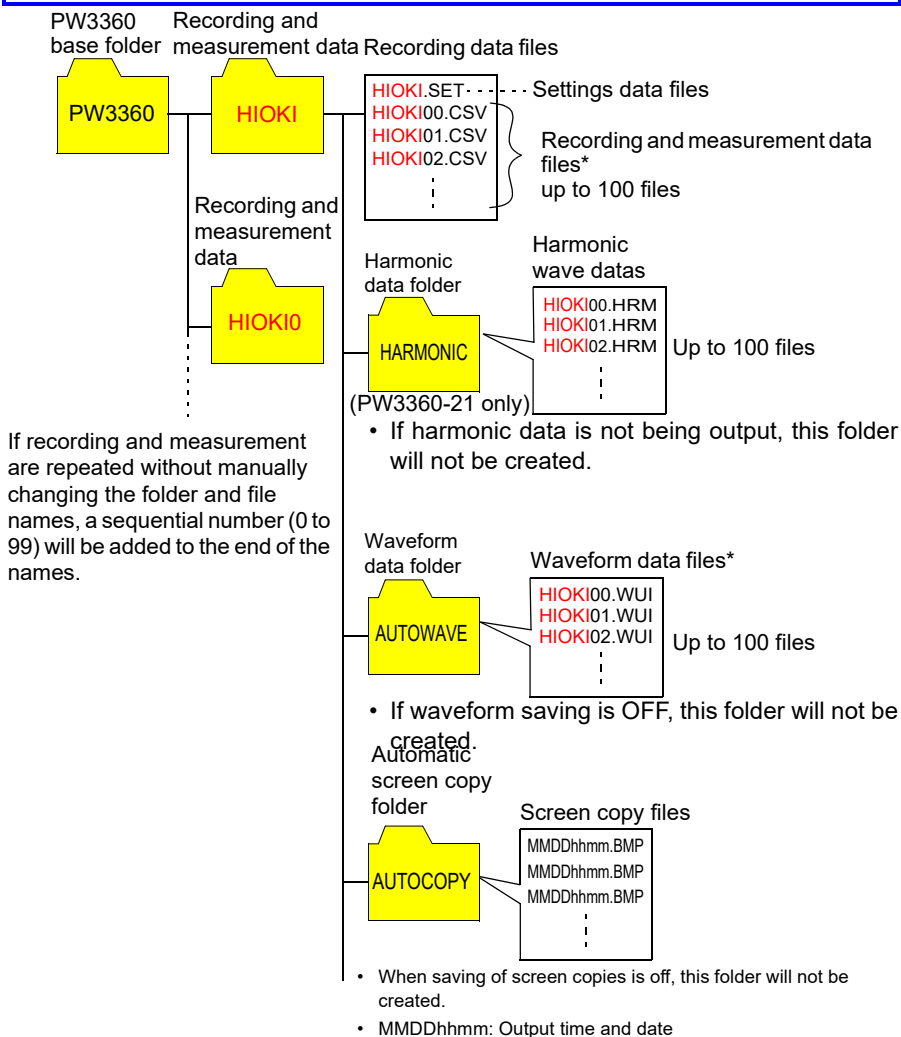 PW3360
base folder
Recording and
measurement data
Recording data files
PW3360
HIOKI
HIOKI.SET
HIOKI00.CSV
HIOKI01.CSV
HIOKI02.CSV
Settings data files
Recording and measurement data
files*
up to 100 files
Recording and
measurement
data
HIOKI0
If recording and measurement
are repeated without manually
changing the folder and file
names, a sequential number (0 to
99) will be added to the end of the
names.
Harmonic
data folder
HARMONIC
(PW3360-21 only)
Harmonic
wave datas
HIOKI00.HRM
HIOKI01.HRM
HIOKI02.HRM
Up to 100 files
• If harmonic data is not being output, this folder
will not be created.
Waveform
data folder
AUTOWAVE
Waveform data files*
HIOKI00.WUI
HIOKI01.WUI
HIOKI02.WUI
Up to 100 files
• If waveform saving is OFF, this folder will not be
created.
Automatic
screen copy
folder
AUTOCOPY
Screen copy files
MMDDhhmm.BMP
MMDDhhmm.BMP
MMDDhhmm.BMP
• When saving of screen copies is off, this folder will not be
created.
• MMDDhhmm: Output time and date